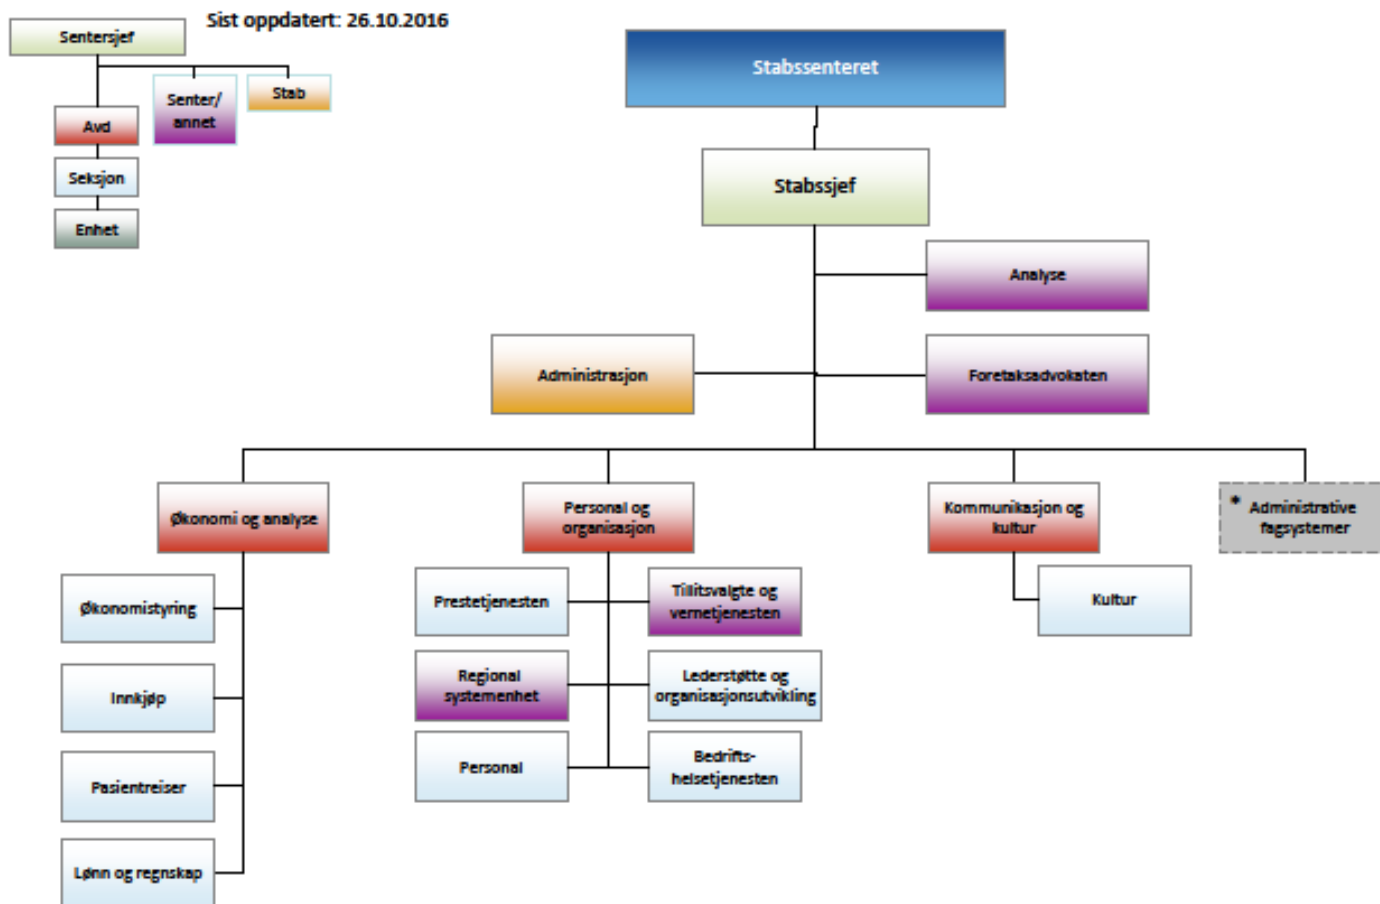 Sist oppdatert: 26.10.2016
Sentersjef
Senter/
annet
Stab
Avd
Seksjon
Enhet
Stabssenteret
Stabssjef
Analyse
Administrasjon
Foretaksadvokaten
Økonomi og analyse
Personal og
organisasjon
Kommunikasjon og
kultur
* Administrative
fagsystemer
Økonomistyring
Innkjøp
Pasientreiser
Lønn og regnskap
Prestetjenesten
Tillitsvalgte og
vernetjenesten
Regional
systemenhet
Lederstøtte og
organisasjonsutvikling
Personal
Bedrifts-
helsetjenesten
Kultur